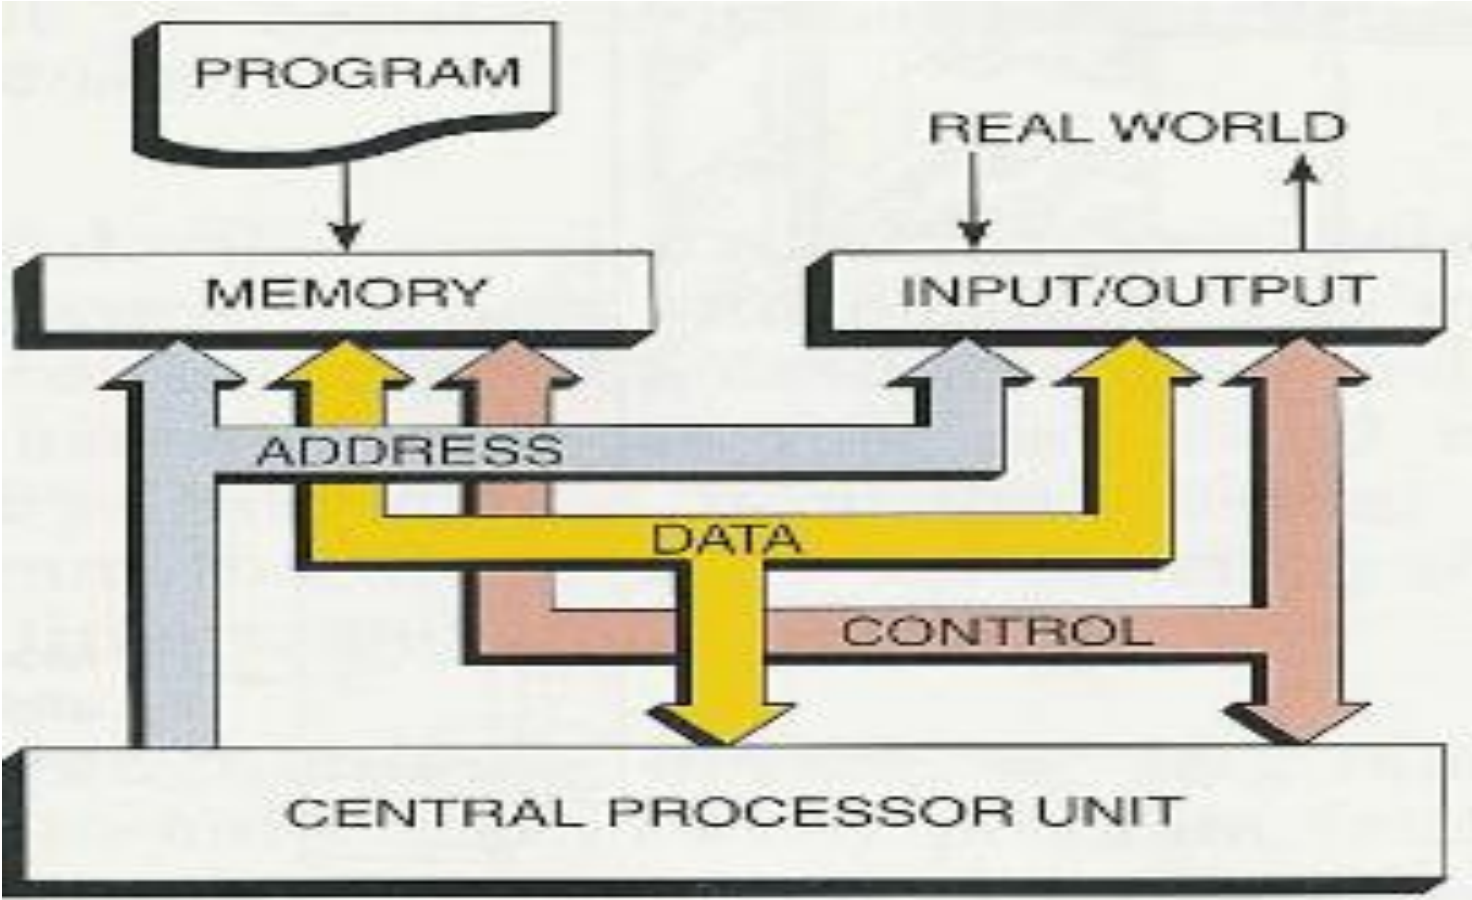 PROGRAM
REAL WORLD
MEMORY
INPUT/OUTPUT
ADDRESS
DATA
CONTROL
CENTRAL PROCESSOR UNIT